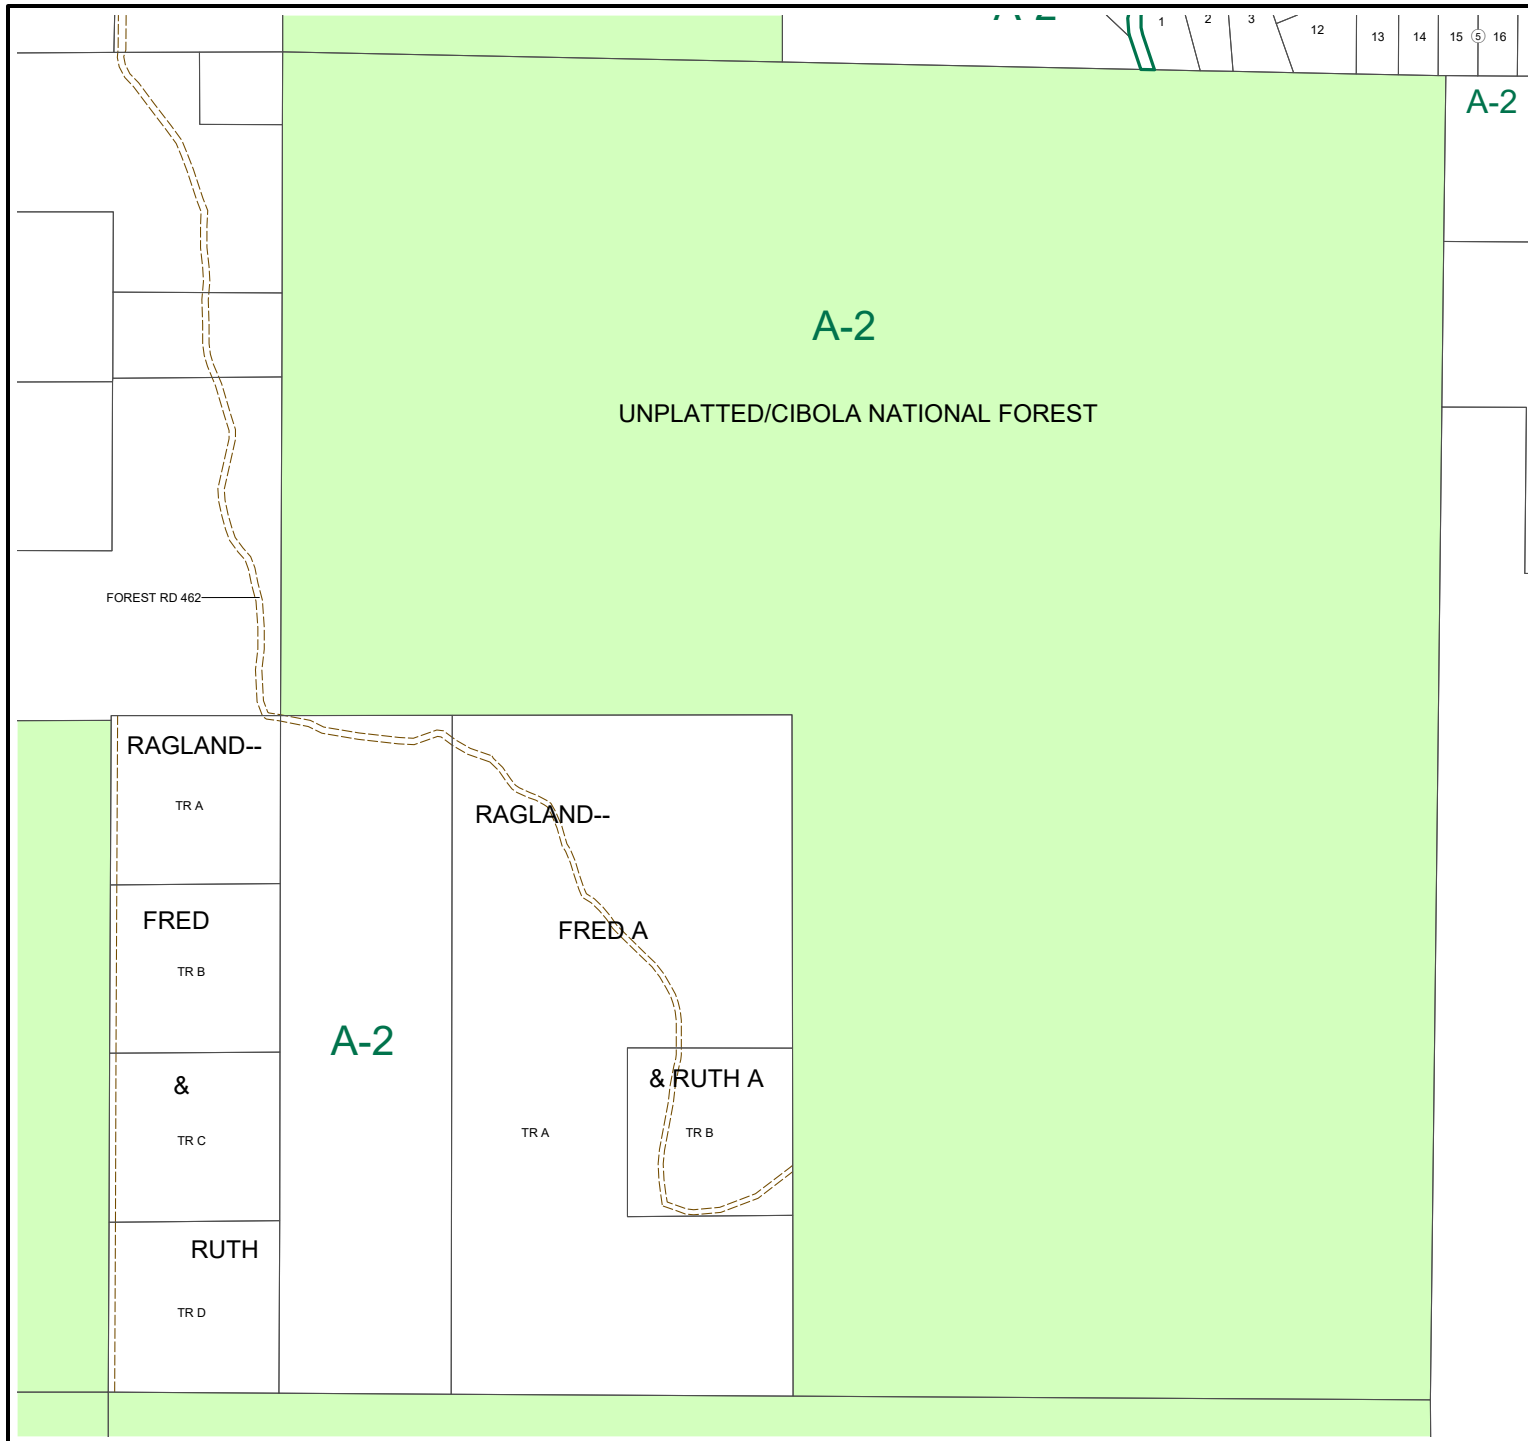 A-2
1
2
3
12
13
14
15
5
16
A-2
A-2
UNPLATTED/CIBOLA NATIONAL FOREST
FOREST RD 462
RAGLAND--
TR A
FRED
TR B
&
TR C
RUTH
TR D
A-2
RAGLAND--
FRED A
& RUTH A
TR A
TR B